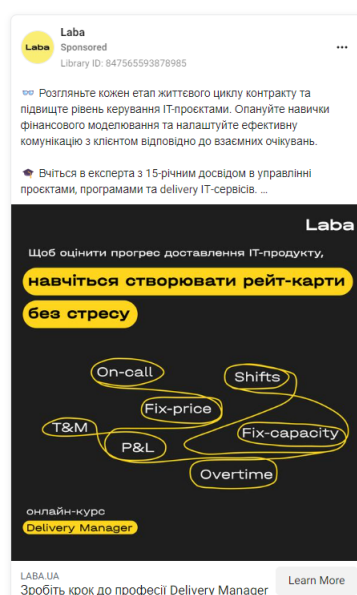 Laba
Laba
Sponsored
Library ID: 847565593878985
👓 Розгляньте кожен етап життєвого циклу контракту та
підвищте рівень керування IT-проєктами. Опануйте навички
фінансового моделювання та налаштуйте ефективну
комунікацію з клієнтом відповідно до взаємних очікувань.
🎓 Вчіться в експерта з 15-річним досвідом в управлінні
проєктами, програмами та delivery IT-сервісів. ...
Laba
Щоб оцінити прогрес доставлення IT-продукту,
навчіться створювати рейт-карти
без стресу
On-call
Shifts
Fix-price
T&M
Fix-capacity
P&L
Overtime
онлайн-курс
Delivery Manager
LABA.UA
Зробіть крок до професії Delivery Manager
Learn More